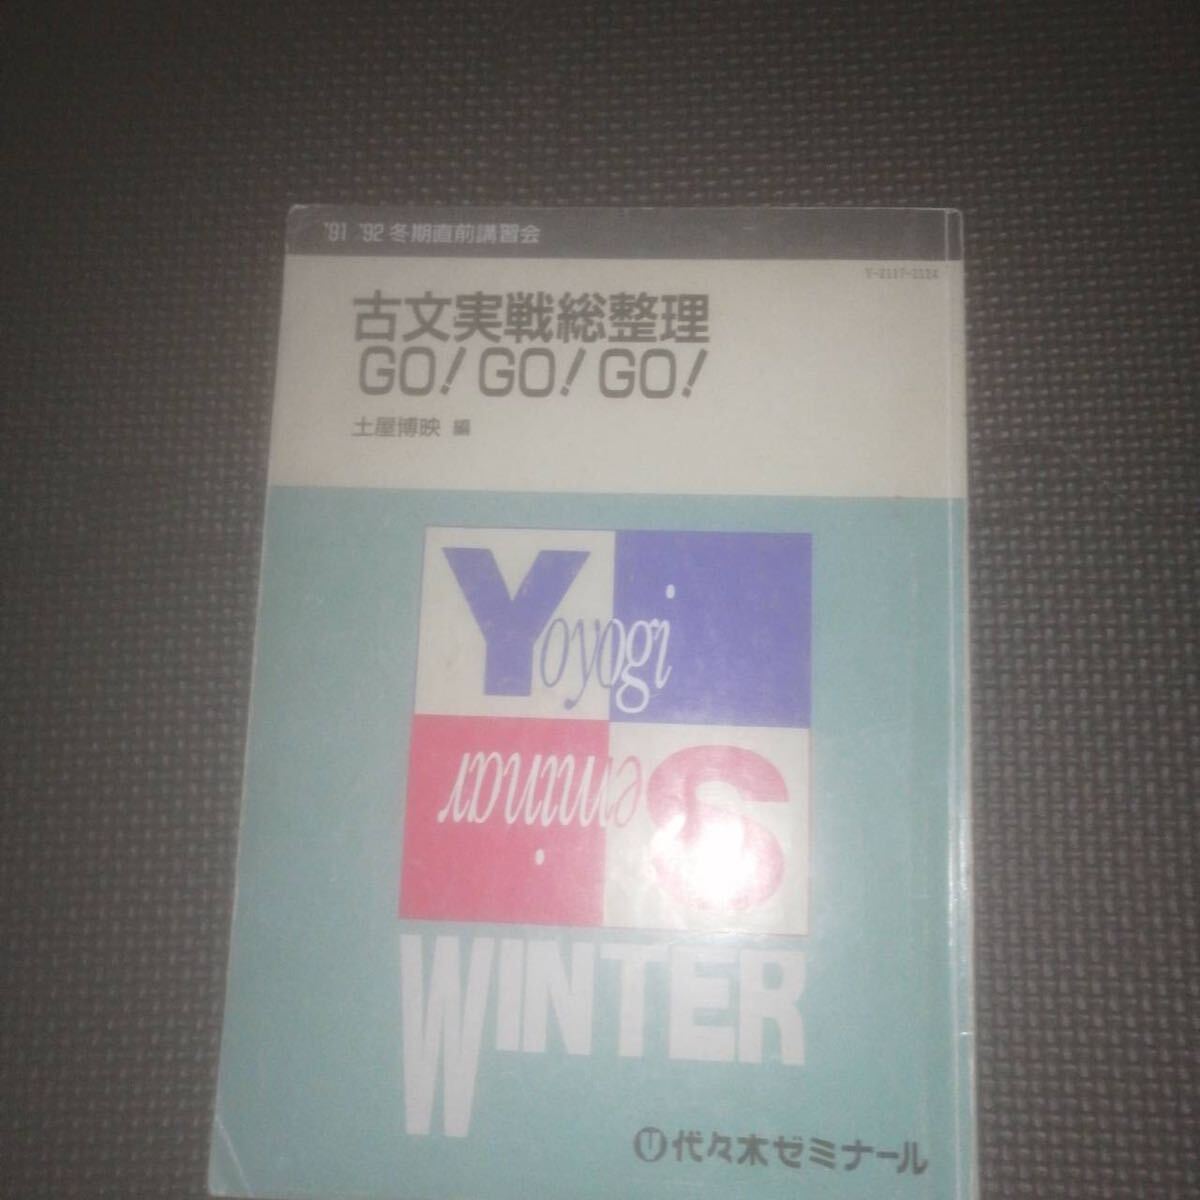 '91 '92 冬期直前講習会
古文実戦総整理
GO! GO! GO!
土屋博映 編
Yoyogi
Seminar
WINTER
代々木ゼミナール